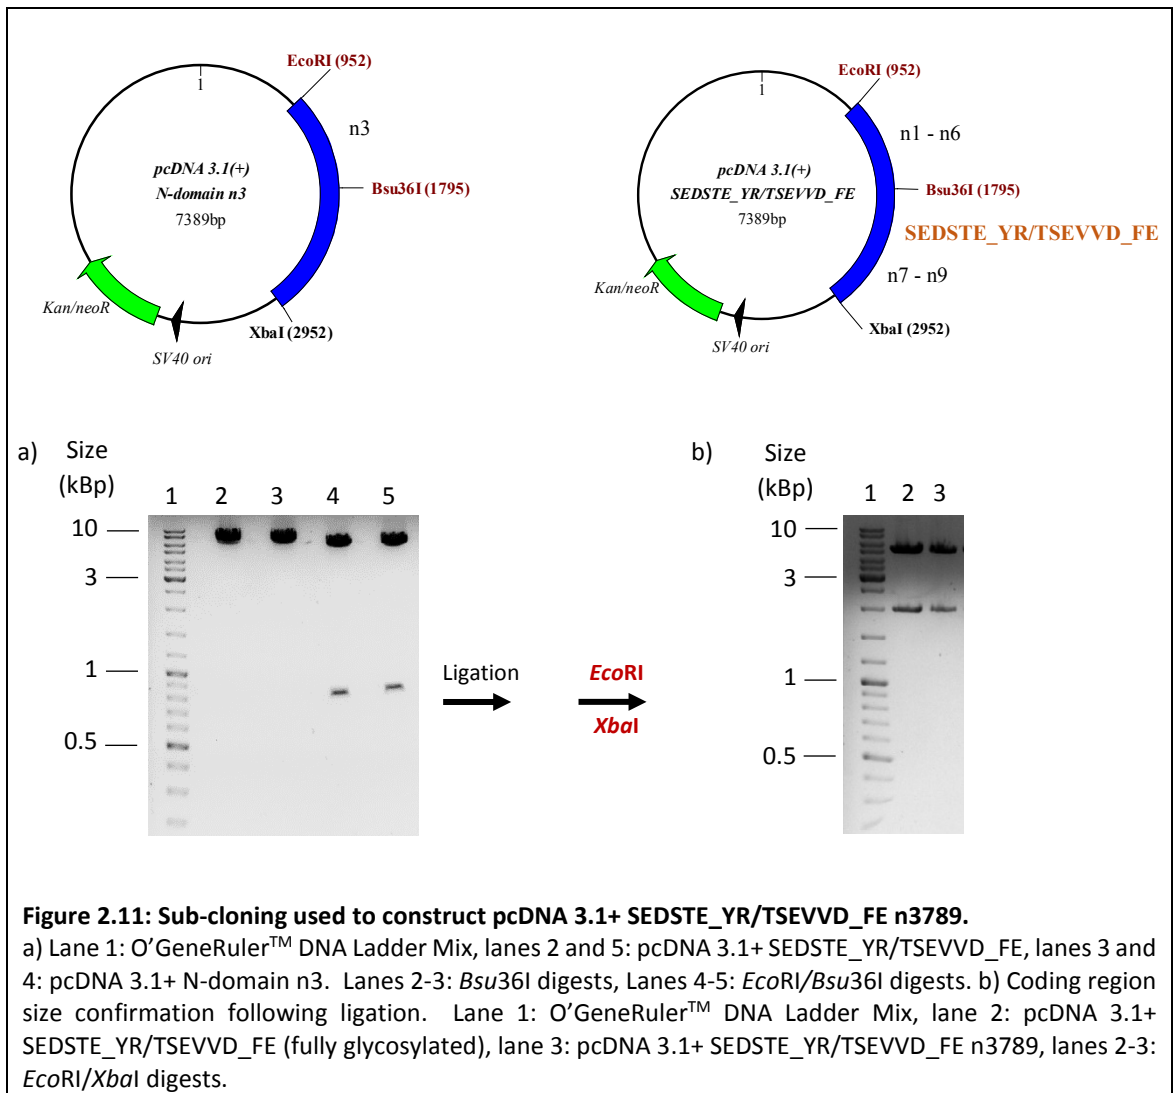 EcoRI (952)
1
n3
pcDNA 3.1(+)
N-domain n3
7389bp
Bsu36I (1795)
Kan/neoR
XbaI (2952)
SV40 ori
EcoRI (952)
1
n1 - n6
pcDNA 3.1(+)
SEDSTE_YR/TSEVVD_FE
7389bp
Bsu36I (1795)
SEDSTE_YR/TSEVVD_FE
n7 - n9
Kan/neoR
XbaI (2952)
SV40 ori
a) Size
(kBp)
1 2 3 4 5
10
3
1
0.5
Ligation
EcoRI
XbaI
b) Size
(kBp)
1 2 3
10
3
1
0.5
Figure 2.11: Sub-cloning used to construct pcDNA 3.1+ SEDSTE_YR/TSEVVD_FE n3789.
a) Lane 1: O'GeneRuler™ DNA Ladder Mix, lanes 2 and 5: pcDNA 3.1+ SEDSTE_YR/TSEVVD_FE, lanes 3 and
4: pcDNA 3.1+ N-domain n3. Lanes 2-3: Bsu36I digests, Lanes 4-5: EcoRI/Bsu36I digests. b) Coding region
size confirmation following ligation. Lane 1: O'GeneRuler™ DNA Ladder Mix, lane 2: pcDNA 3.1+
SEDSTE_YR/TSEVVD_FE (fully glycosylated), lane 3: pcDNA 3.1+ SEDSTE_YR/TSEVVD_FE n3789, lanes 2-3:
EcoRI/XbaI digests.